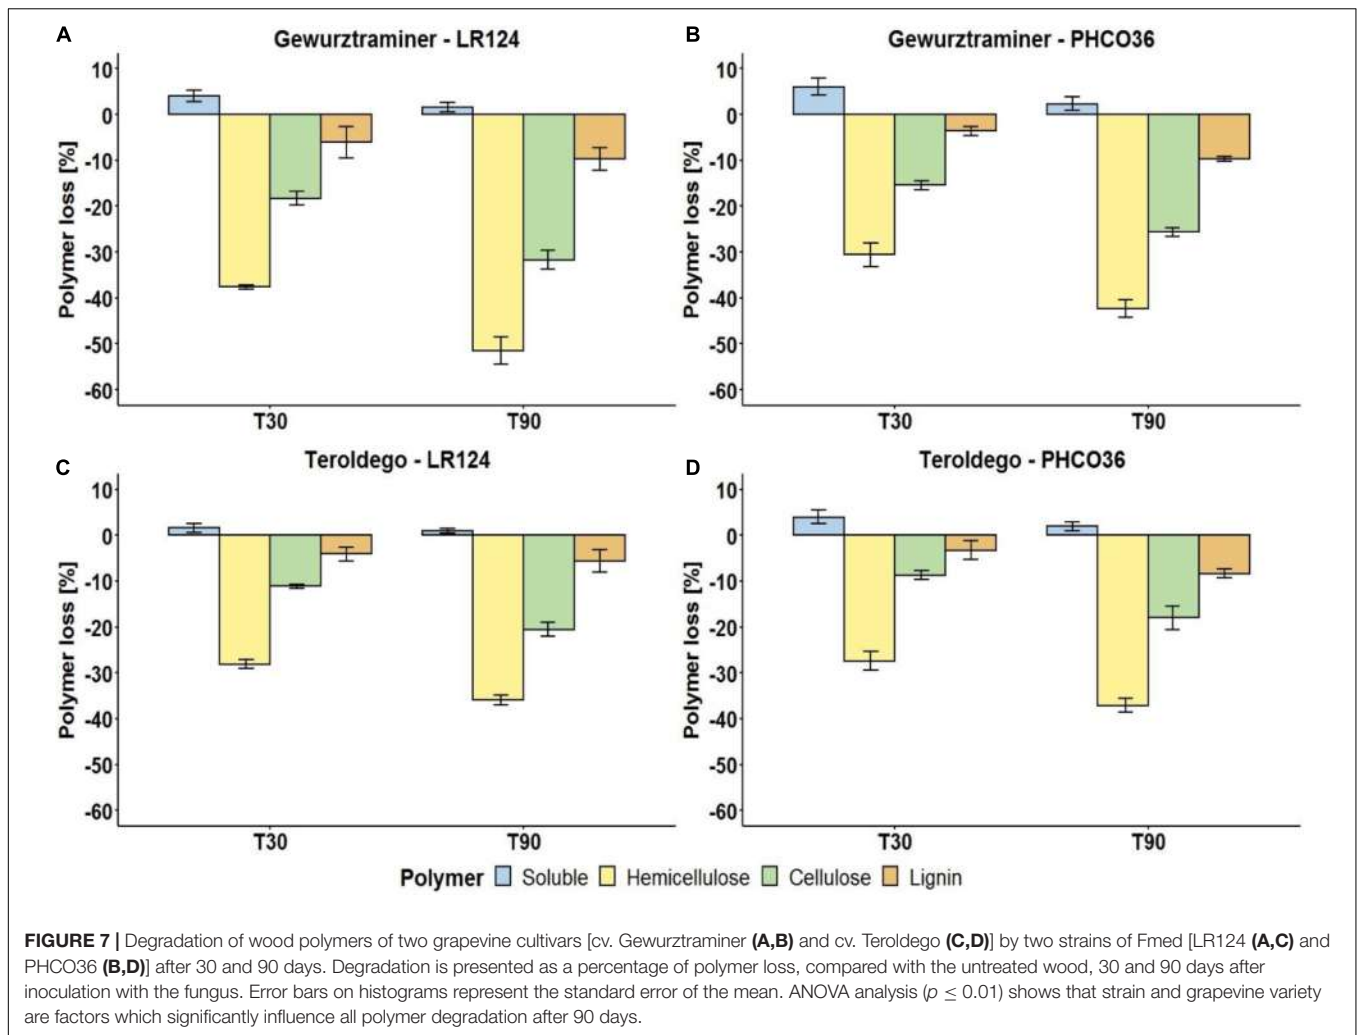 A
Gewurztraminer - LR124
Polymer loss [%]
10
0
-10
-20
-30
-40
-50
-60
T30 T90
B
Gewurztraminer - PHCO36
Polymer loss [%]
10
0
-10
-20
-30
-40
-50
-60
T30 T90
C
Teroldego - LR124
Polymer loss [%]
10
0
-10
-20
-30
-40
-50
-60
T30 T90
D
Teroldego - PHCO36
Polymer loss [%]
10
0
-10
-20
-30
-40
-50
-60
T30 T90
Polymer Soluble Hemicellulose Cellulose Lignin
FIGURE 7 | Degradation of wood polymers of two grapevine cultivars [cv. Gewurztraminer (A,B) and cv. Teroldego (C,D)] by two strains of Fmed [LR124 (A,C) and
PHCO36 (B,D)] after 30 and 90 days. Degradation is presented as a percentage of polymer loss, compared with the untreated wood, 30 and 90 days after
inoculation with the fungus. Error bars on histograms represent the standard error of the mean. ANOVA analysis (p ≤ 0.01) shows that strain and grapevine variety
are factors which significantly influence all polymer degradation after 90 days.